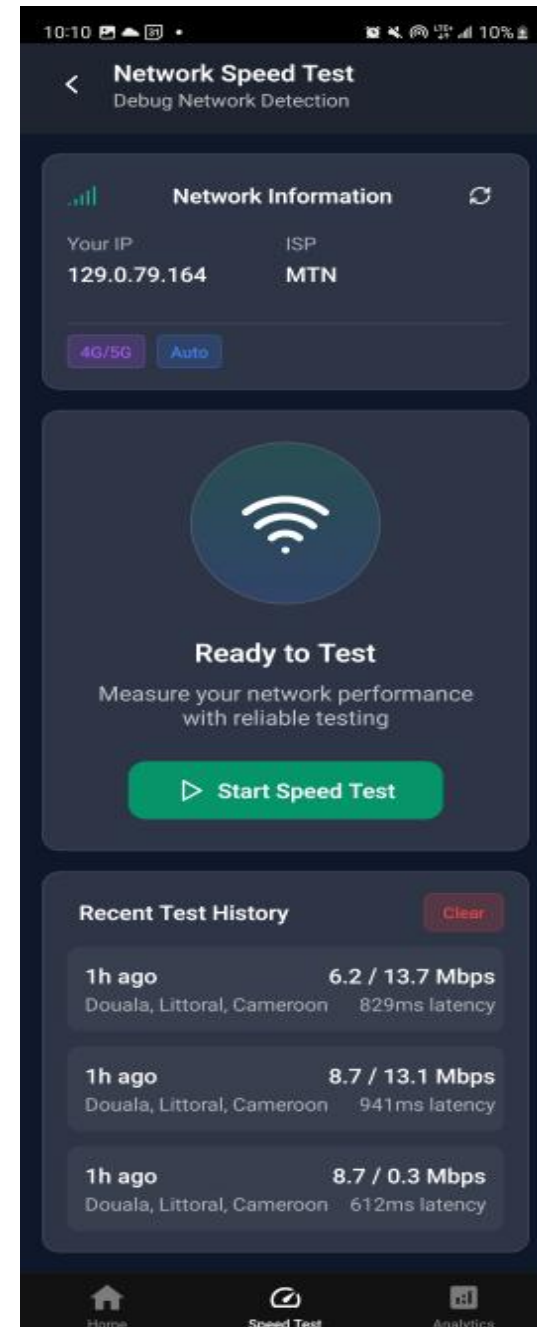 10:10 31 LTE+ 10%
Network Speed Test
Debug Network Detection
Network Information
Your IP ISP
129.0.79.164 MTN
4G/5G Auto
Ready to Test
Measure your network performance
with reliable testing
Start Speed Test
Recent Test History Clear
1h ago 6.2 / 13.7 Mbps
Douala, Littoral, Cameroon 829ms latency
1h ago 8.7 / 13.1 Mbps
Douala, Littoral, Cameroon 941ms latency
1h ago 8.7 / 0.3 Mbps
Douala, Littoral, Cameroon 612ms latency
Home Speed Test Analytics